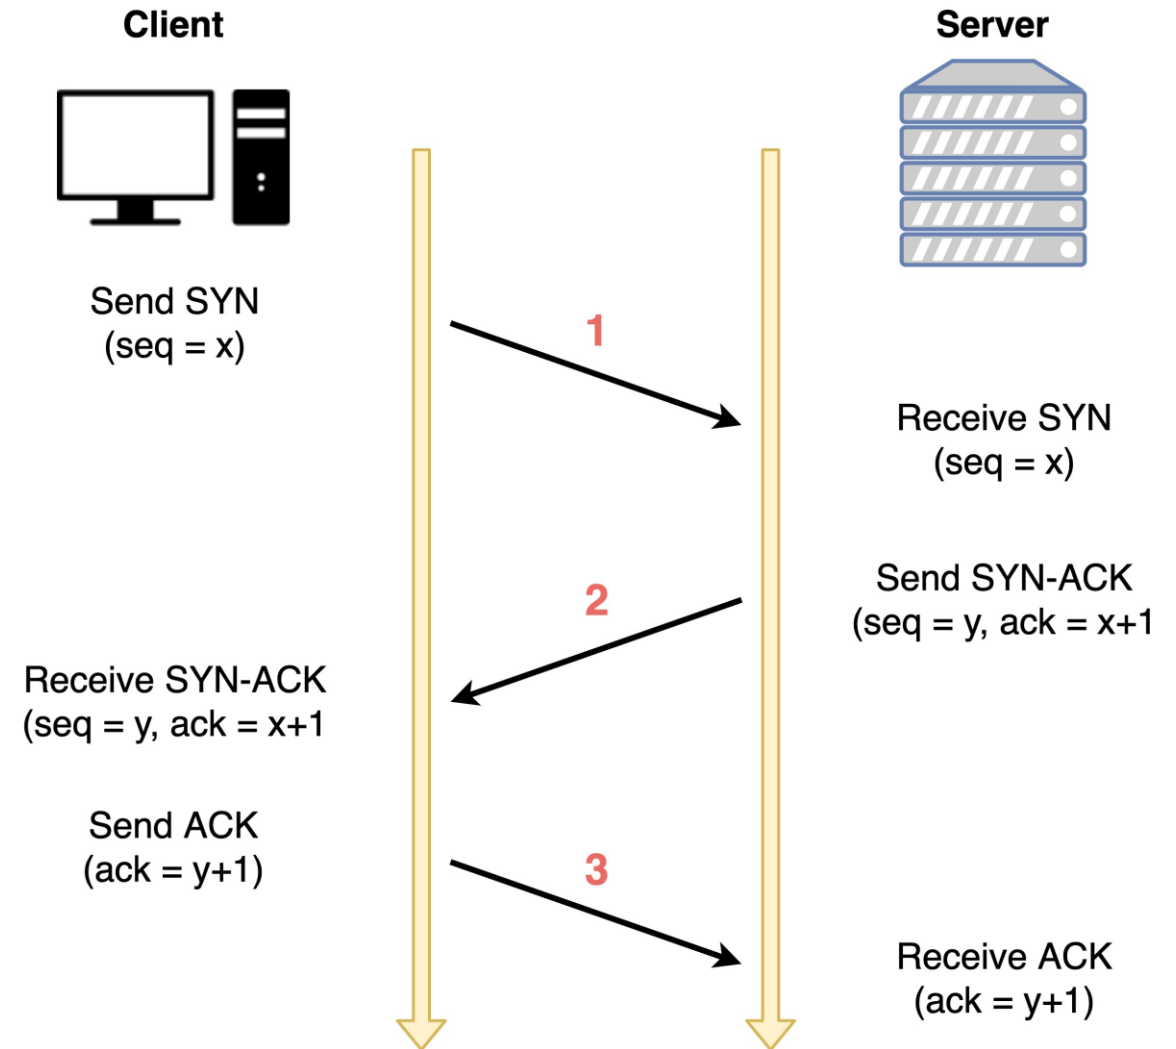 Client
Server
Send SYN
(seq = x)
1
Receive SYN
(seq = x)
Send SYN-ACK
(seq = y, ack = x+1
2
Receive SYN-ACK
(seq = y, ack = x+1
Send ACK
(ack = y+1)
3
Receive ACK
(ack = y+1)